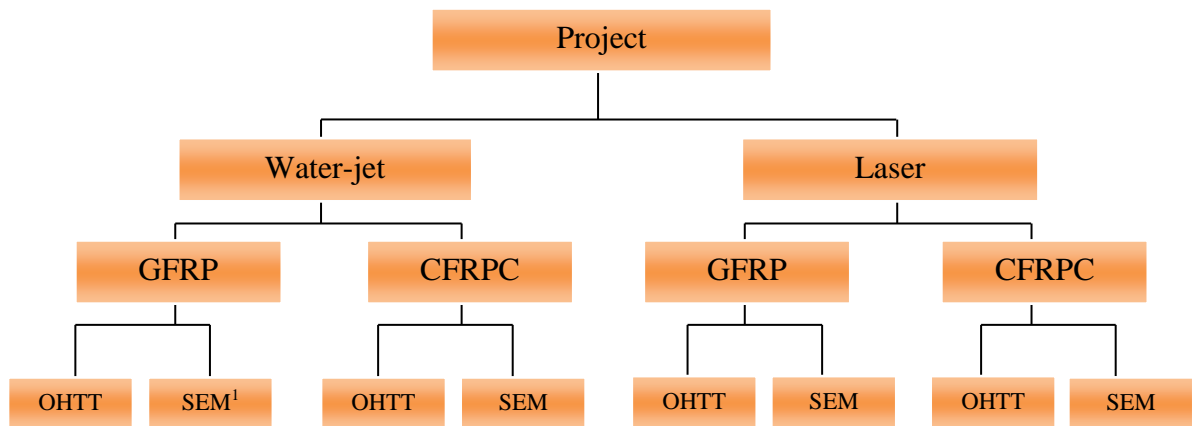 Project
Water-jet
Laser
GFRP
CFRPC
GFRP
CFRPC
OHTT
SEM¹
OHTT
SEM
OHTT
SEM
OHTT
SEM